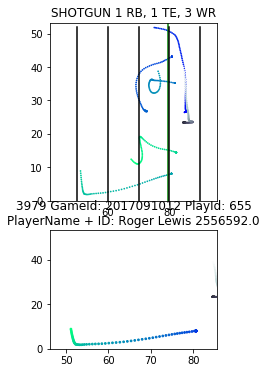 SHOTGUN 1 RB, 1 TE, 3 WR
50
40
30
20
10
0
60 80
3979 GameId: 2017091012 PlayId: 655
PlayerName + ID: Roger Lewis 2556592.0
40
20
0
50 60 70 80